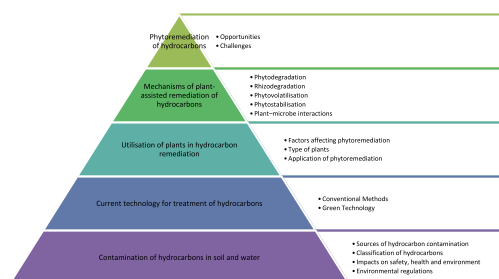 Phytoremediation
of hydrocarbons
• Opportunities
• Challenges
Mechanisms of plant-
assisted remediation of
hydrocarbons
• Phytodegradation
• Rhizodegradation
• Phytovolatilisation
• Phytostabilisation
• Plant–microbe interactions
Utilisation of plants in hydrocarbon
remediation
• Factors affecting phytoremediation
• Type of plants
• Application of phytoremediation
Current technology for treatment of hydrocarbons
• Conventional Methods
• Green Technology
Contamination of hydrocarbons in soil and water
• Sources of hydrocarbon contamination
• Classification of hydrocarbons
• Impacts on safety, health and environment
• Environmental regulations